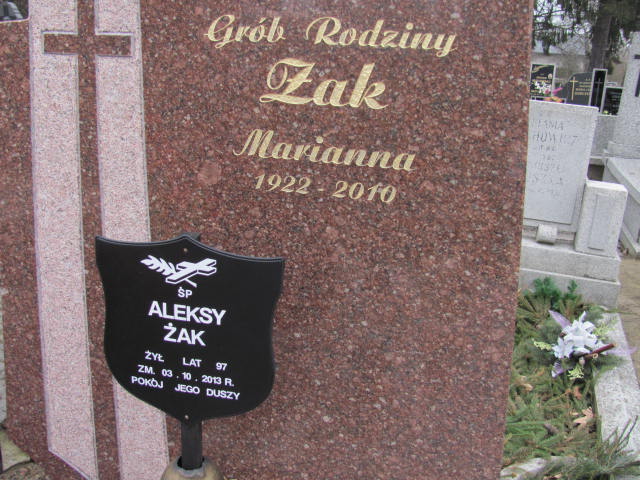 Grób Rodziny
Żak
Marianna
1922 - 2010
ŚP
ALEKSY
ŻAK
ŻYŁ LAT 97
ZM. 03.10.2013 R.
POKÓJ JEGO DUSZY